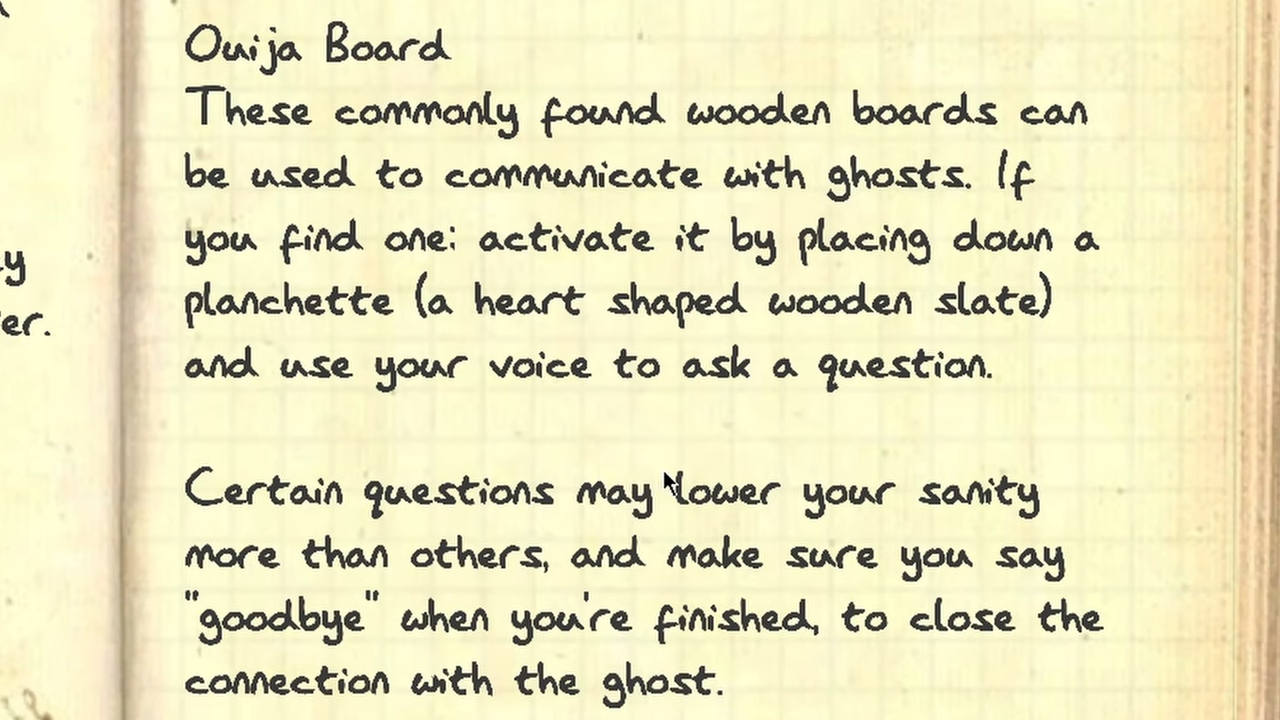 Ouija Board
These commonly found wooden boards can
be used to communicate with ghosts. If
you find one: activate it by placing down a
planchette (a heart shaped wooden slate)
and use your voice to ask a question.
Certain questions may lower your sanity
more than others, and make sure you say
"goodbye" when you're finished, to close the
connection with the ghost.